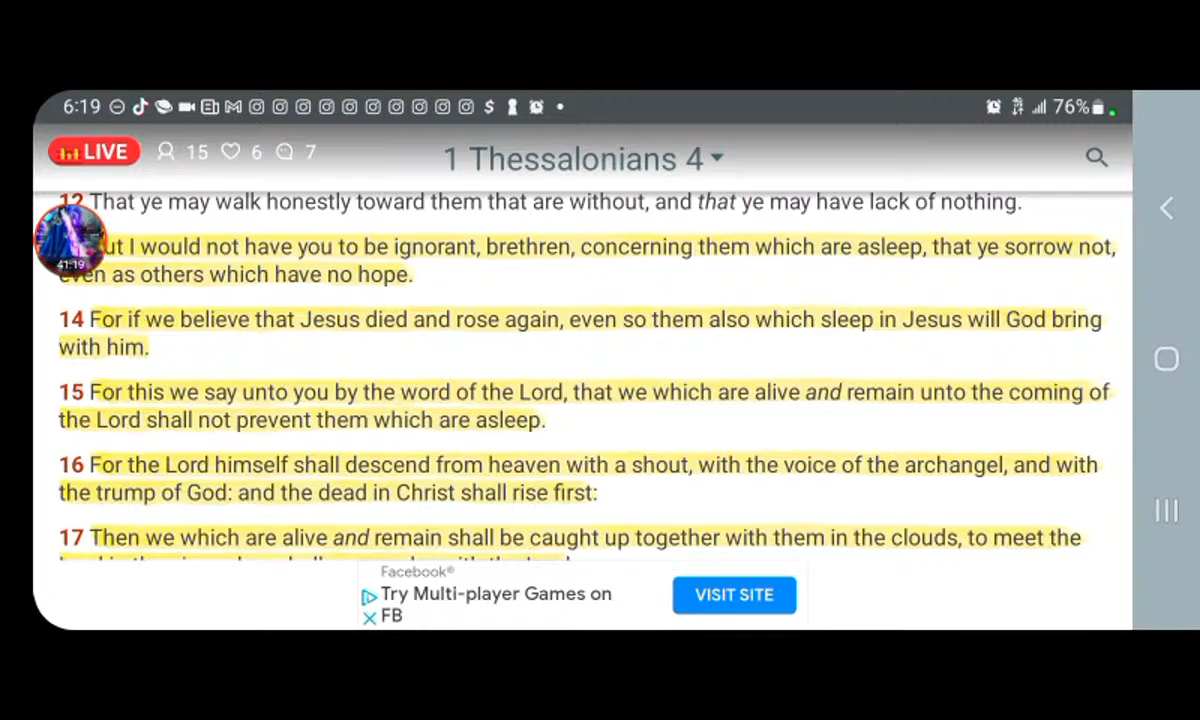 6:19 76%
LIVE 15 6 7
1 Thessalonians 4
12 That ye may walk honestly toward them that are without, and that ye may have lack of nothing.
I would not have you to be ignorant, brethren, concerning them which are asleep, that ye sorrow not,
even as others which have no hope.
41:19
14 For if we believe that Jesus died and rose again, even so them also which sleep in Jesus will God bring
with him.
15 For this we say unto you by the word of the Lord, that we which are alive and remain unto the coming of
the Lord shall not prevent them which are asleep.
16 For the Lord himself shall descend from heaven with a shout, with the voice of the archangel, and with
the trump of God: and the dead in Christ shall rise first:
17 Then we which are alive and remain shall be caught up together with them in the clouds, to meet the
Facebook®
Try Multi-player Games on
FB
VISIT SITE